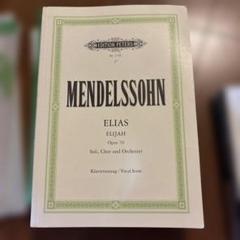 EDITION PETERS
MENDELSSOHN
ELIAS
ELIJAH
Opus 70
Soli, Chor und Orchester
Klavierauszug / Vocal Score